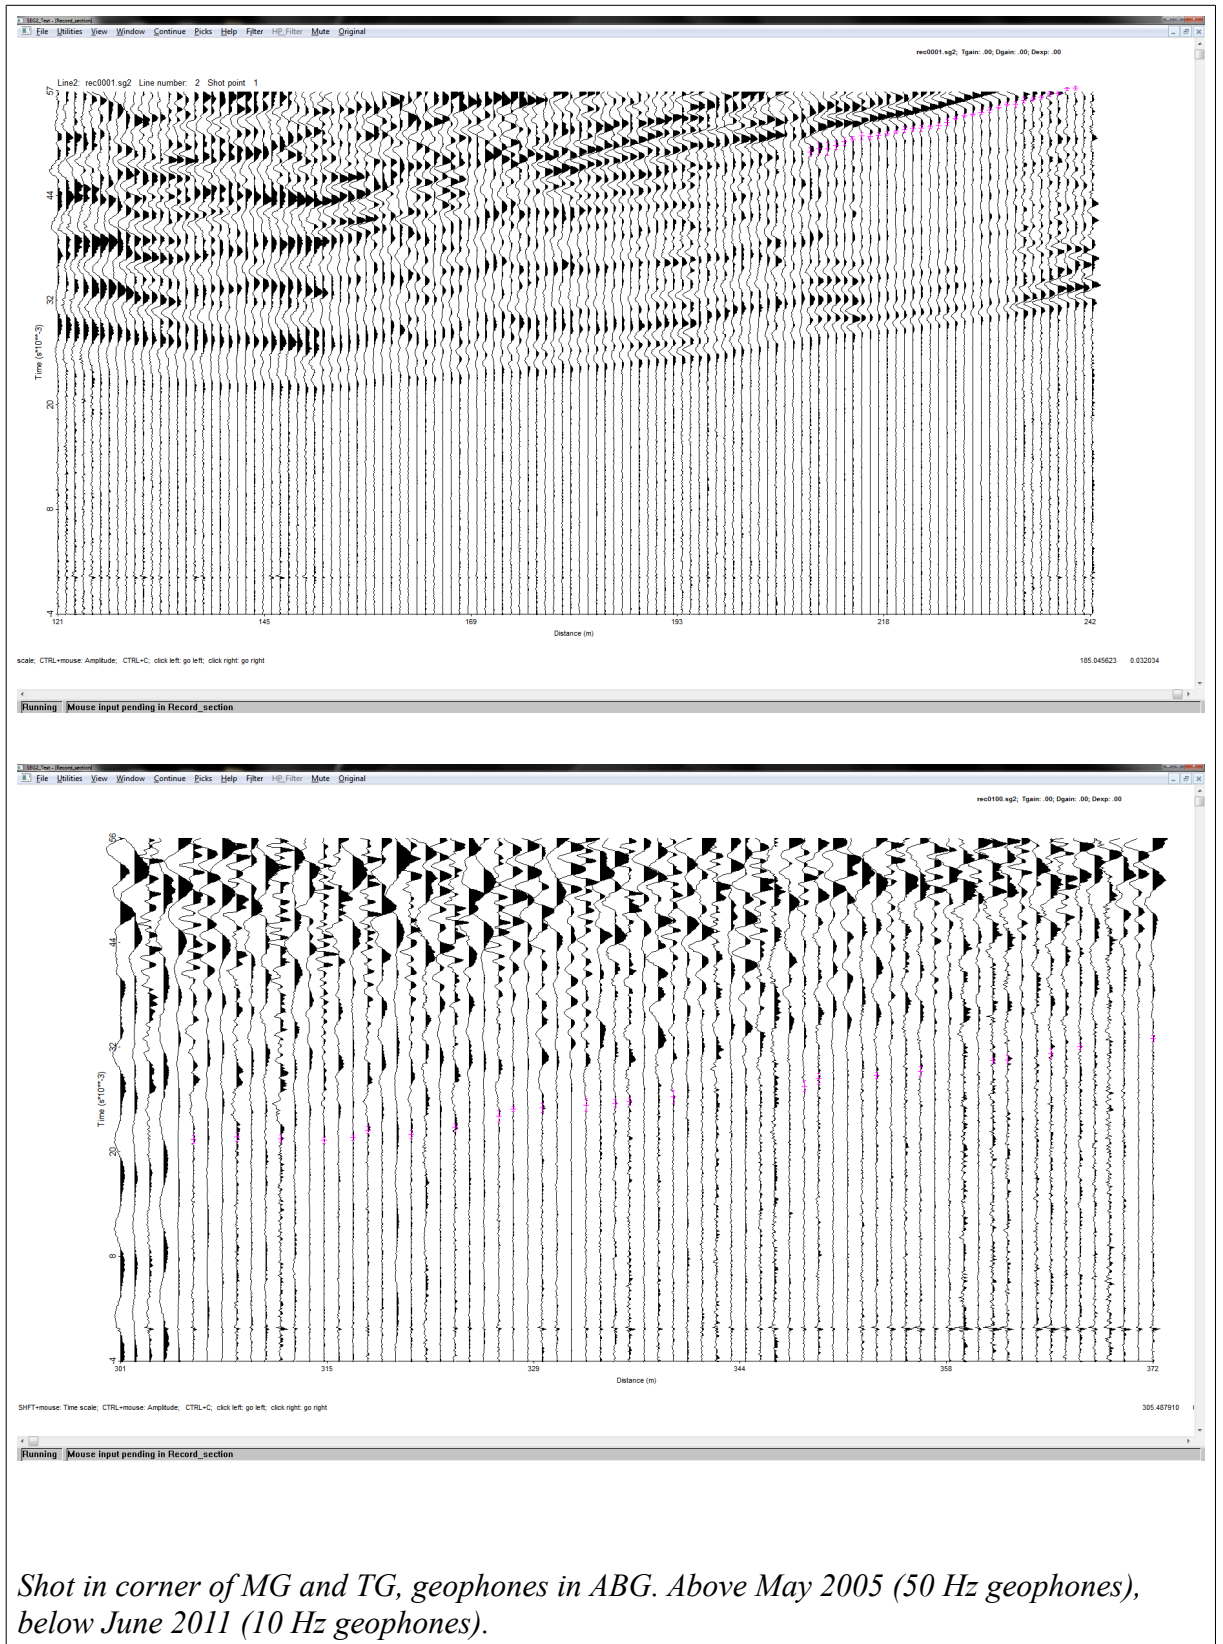 SEG2_Test - [Record_section]
File Utilities View Window Continue Picks Help Filter HP_Filter Mute Original
rec0001.sg2; Tgain: .00; Dgain: .00; Dexp: .00
Line2: rec0001.sg2 Line number: 2 Shot point 1
57
44
32
20
8
-4
Time (s*10**-3)
121 145 169 193 218 242
Distance (m)
scale; CTRL+mouse: Amplitude; CTRL+C; click left: go left; click right: go right
185.045623 0.032034
Running Mouse input pending in Record_section
SEG2_Test - [Record_section]
File Utilities View Window Continue Picks Help Filter HP_Filter Mute Original
rec0100.sg2; Tgain: .00; Dgain: .00; Dexp: .00
56
44
32
20
8
-4
Time (s*10**-3)
301 315 329 344 358 372
Distance (m)
SHFT+mouse: Time scale; CTRL+mouse: Amplitude; CTRL+C; click left: go left; click right: go right
305.487910
Running Mouse input pending in Record_section
Shot in corner of MG and TG, geophones in ABG. Above May 2005 (50 Hz geophones),
below June 2011 (10 Hz geophones).